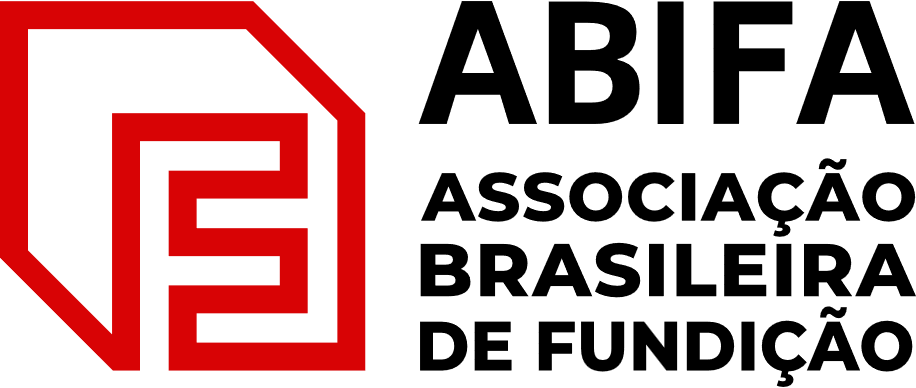 ABIFA
ASSOCIAÇÃO
BRASILEIRA
DE FUNDIÇÃO